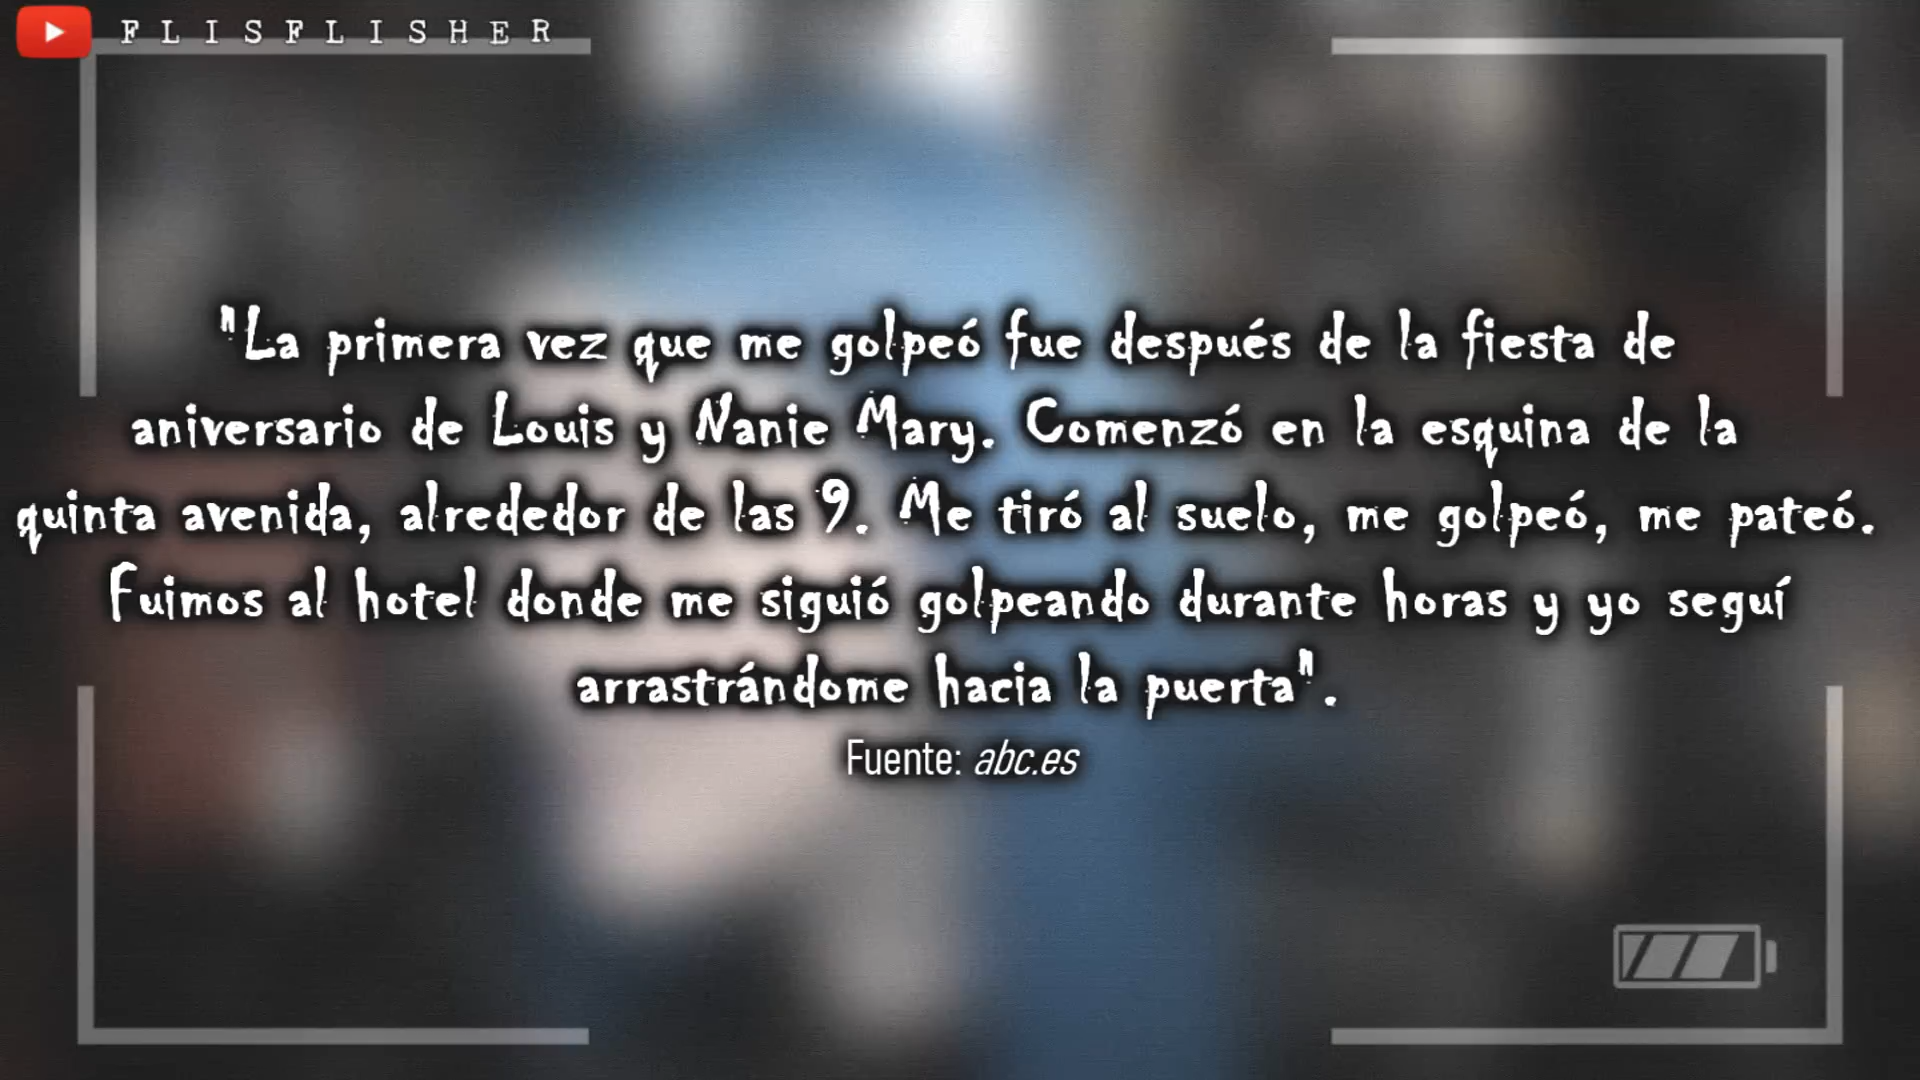 FLISFLISHER
"La primera vez que me golpeó fue después de la fiesta de
aniversario de Louis y Nanie Mary. Comenzó en la esquina de la
quinta avenida, alrededor de las 9. Me tiró al suelo, me golpeó, me pateó.
Fuimos al hotel donde me siguió golpeando durante horas y yo seguí
arrastrándome hacia la puerta".
Fuente: abc.es